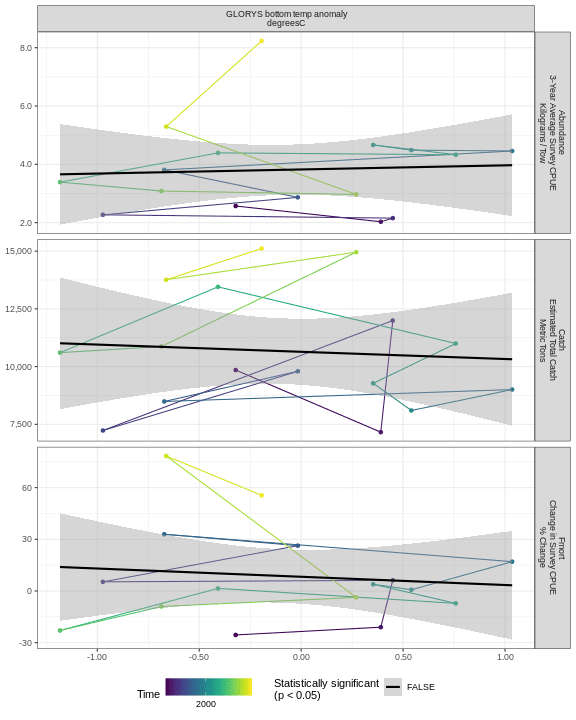 GLORYS bottom temp anomaly
degreesC
8.0
6.0
4.0
2.0
Abundance
3-Year Average Survey CPUE
Kilograms / Tow
15,000
12,500
10,000
7,500
Catch
Estimated Total Catch
Metric Tons
60
30
0
-30
Fmort
Change in Survey CPUE
% Change
-1.00
-0.50
0.00
0.50
1.00
Time
2000
Statistically significant
(p < 0.05)
FALSE